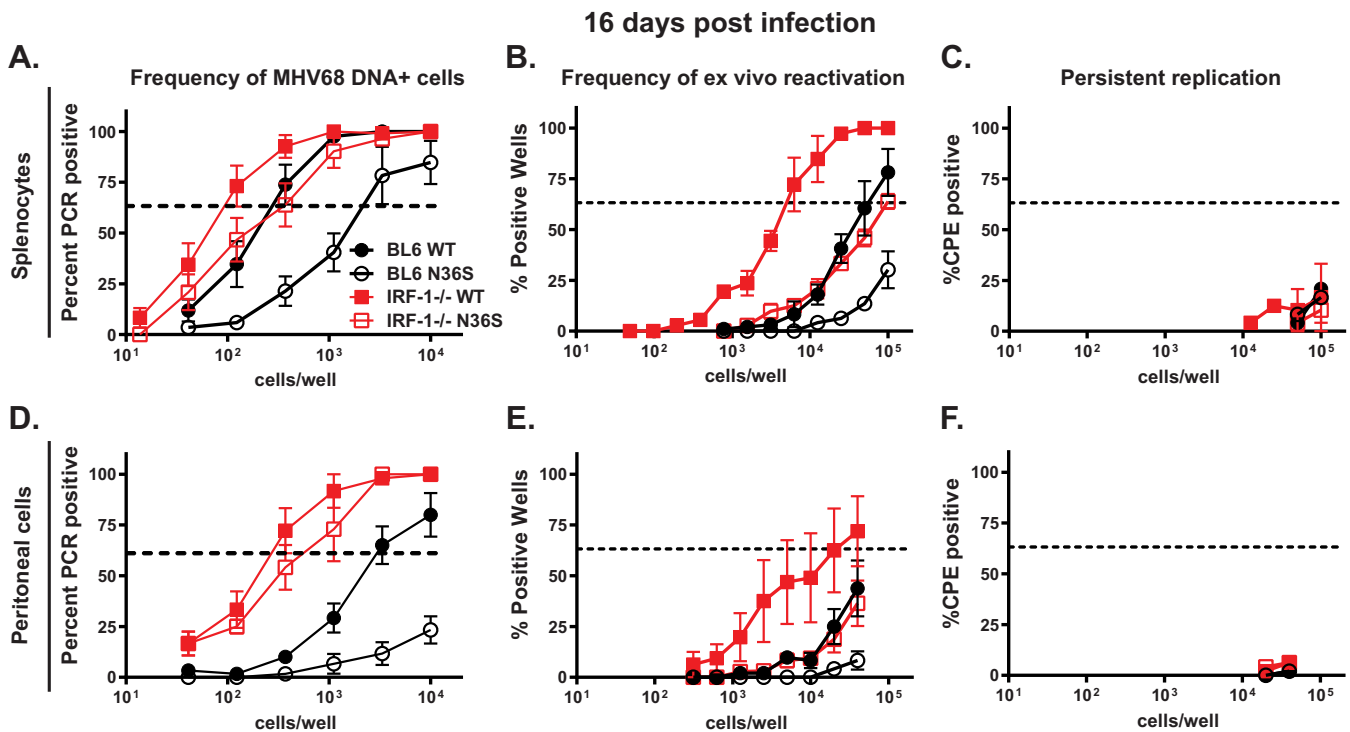 16 days post infection
A.
Frequency of MHV68 DNA+ cells
B.
Frequency of ex vivo reactivation
C.
Persistent replication
Splenocytes
Percent PCR positive
100
75
50
25
0
10¹ 10² 10³ 10⁴
cells/well
BL6 WT
BL6 N36S
IRF-1-/- WT
IRF-1-/- N36S
% Positive Wells
100
75
50
25
0
10¹ 10² 10³ 10⁴ 10⁵
cells/well
%CPE positive
100
75
50
25
0
10¹ 10² 10³ 10⁴ 10⁵
cells/well
D.
E.
F.
Peritoneal cells
Percent PCR positive
100
75
50
25
0
10¹ 10² 10³ 10⁴
cells/well
% Positive Wells
100
75
50
25
0
10¹ 10² 10³ 10⁴ 10⁵
cells/well
%CPE positive
100
75
50
25
0
10¹ 10² 10³ 10⁴ 10⁵
cells/well